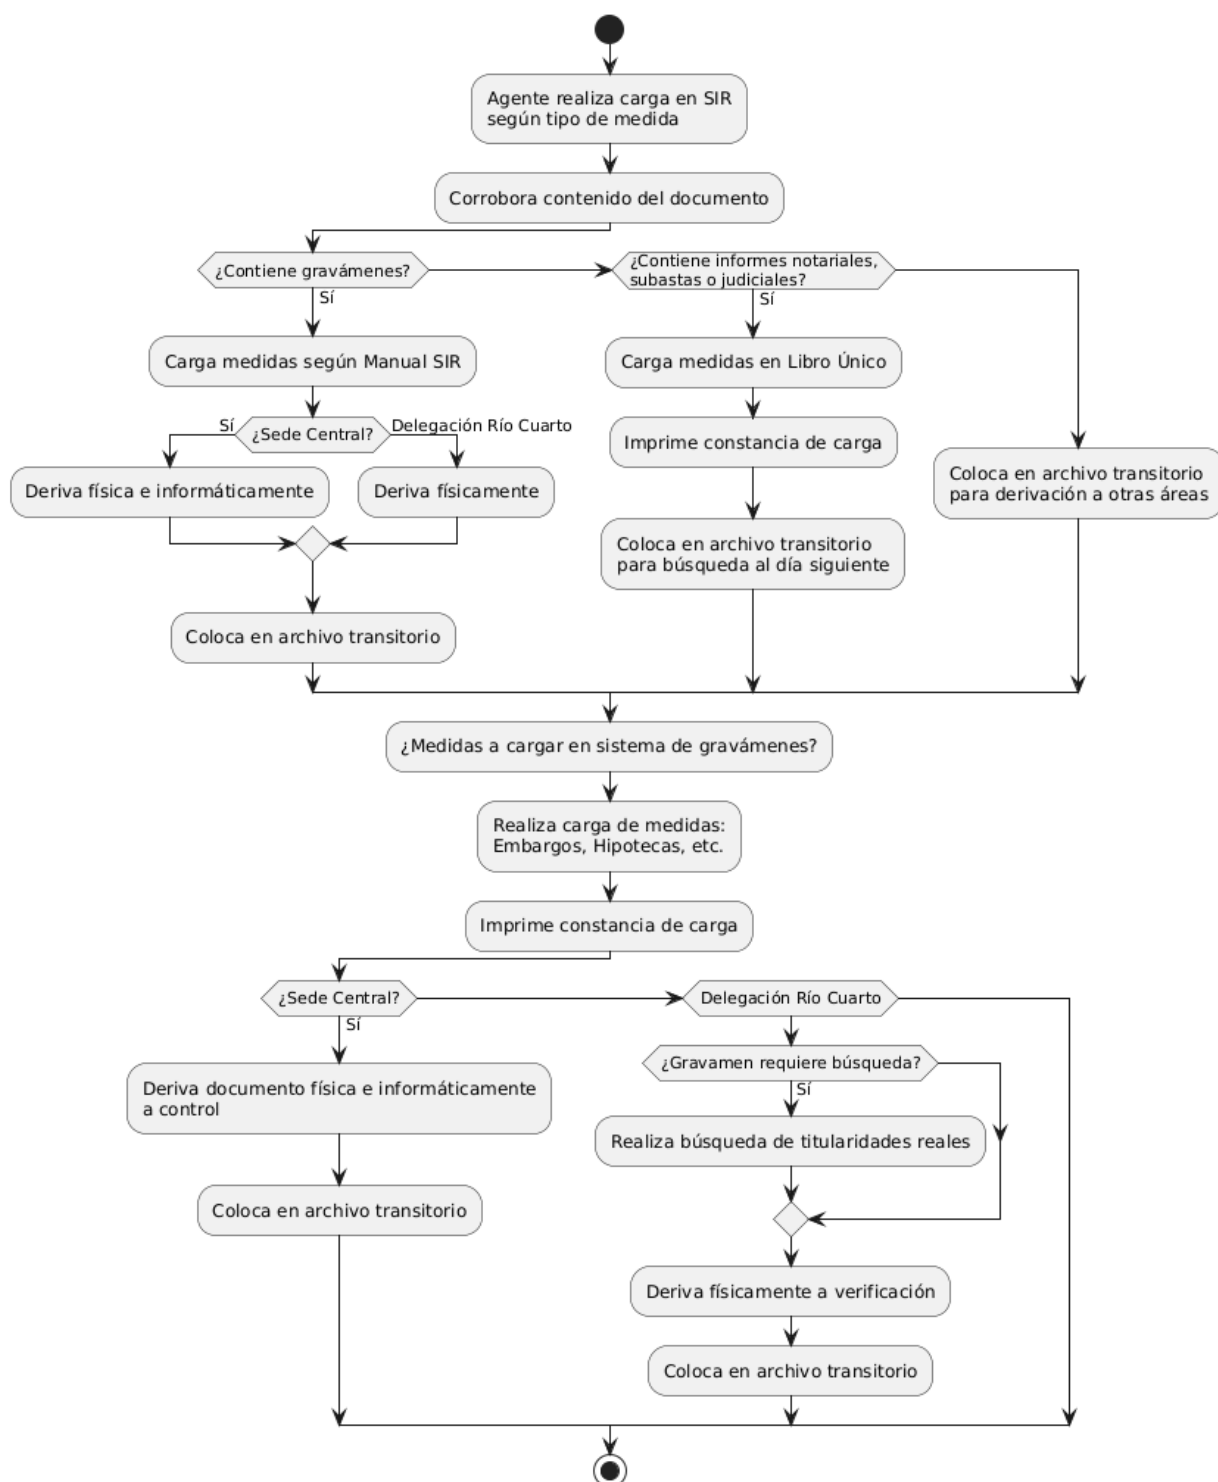 Agente realiza carga en SIR
según tipo de medida
Corrobora contenido del documento
¿Contiene gravámenes?
Sí
¿Contiene informes notariales,
subastas o judiciales?
Sí
Carga medidas según Manual SIR
¿Sede Central?
Sí
Delegación Río Cuarto
Deriva física e informáticamente
Deriva físicamente
Coloca en archivo transitorio
Carga medidas en Libro Único
Imprime constancia de carga
Coloca en archivo transitorio
para búsqueda al día siguiente
Coloca en archivo transitorio
para derivación a otras áreas
¿Medidas a cargar en sistema de gravámenes?
Realiza carga de medidas:
Embargos, Hipotecas, etc.
Imprime constancia de carga
¿Sede Central?
Sí
Deriva documento física e informáticamente
a control
Coloca en archivo transitorio
Delegación Río Cuarto
¿Gravamen requiere búsqueda?
Sí
Realiza búsqueda de titularidades reales
Deriva físicamente a verificación
Coloca en archivo transitorio